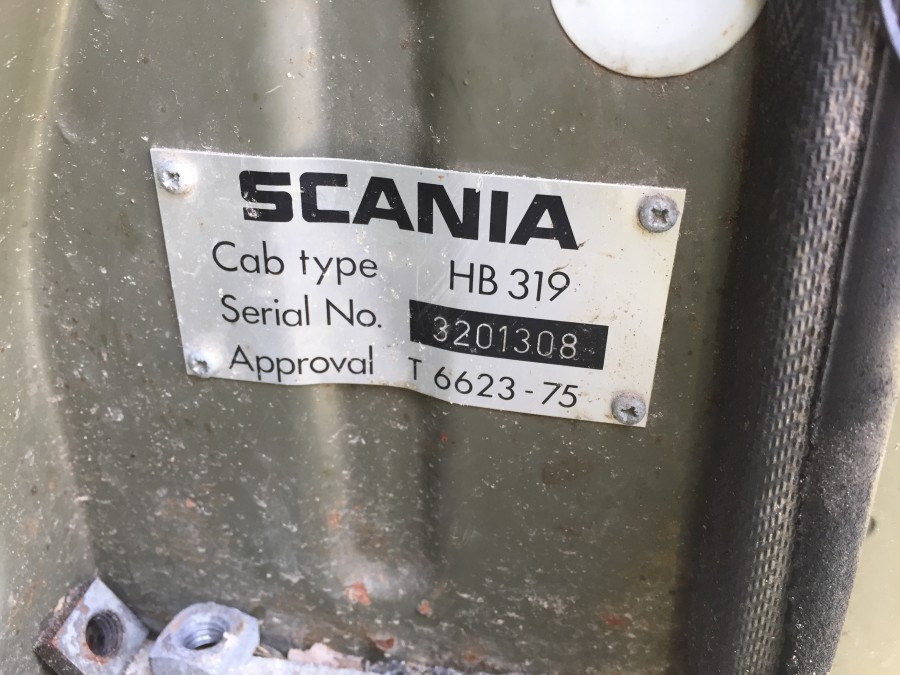 SCANIA
Cab type HB 319
Serial No. 3201308
Approval T 6623-75